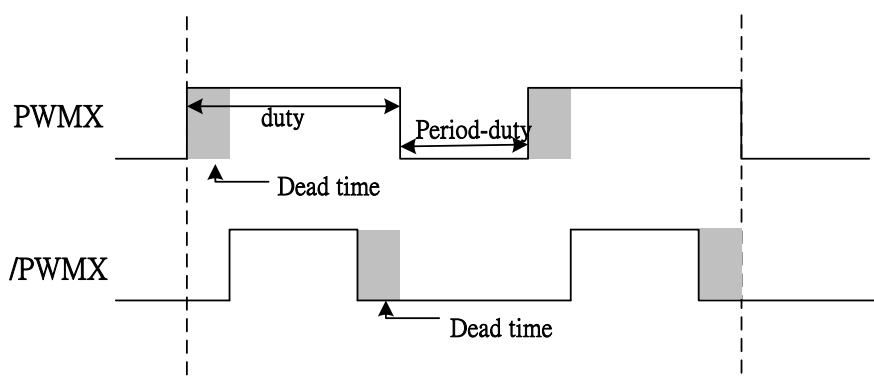 PWMX
duty
Period-duty
Dead time
/PWMX
Dead time